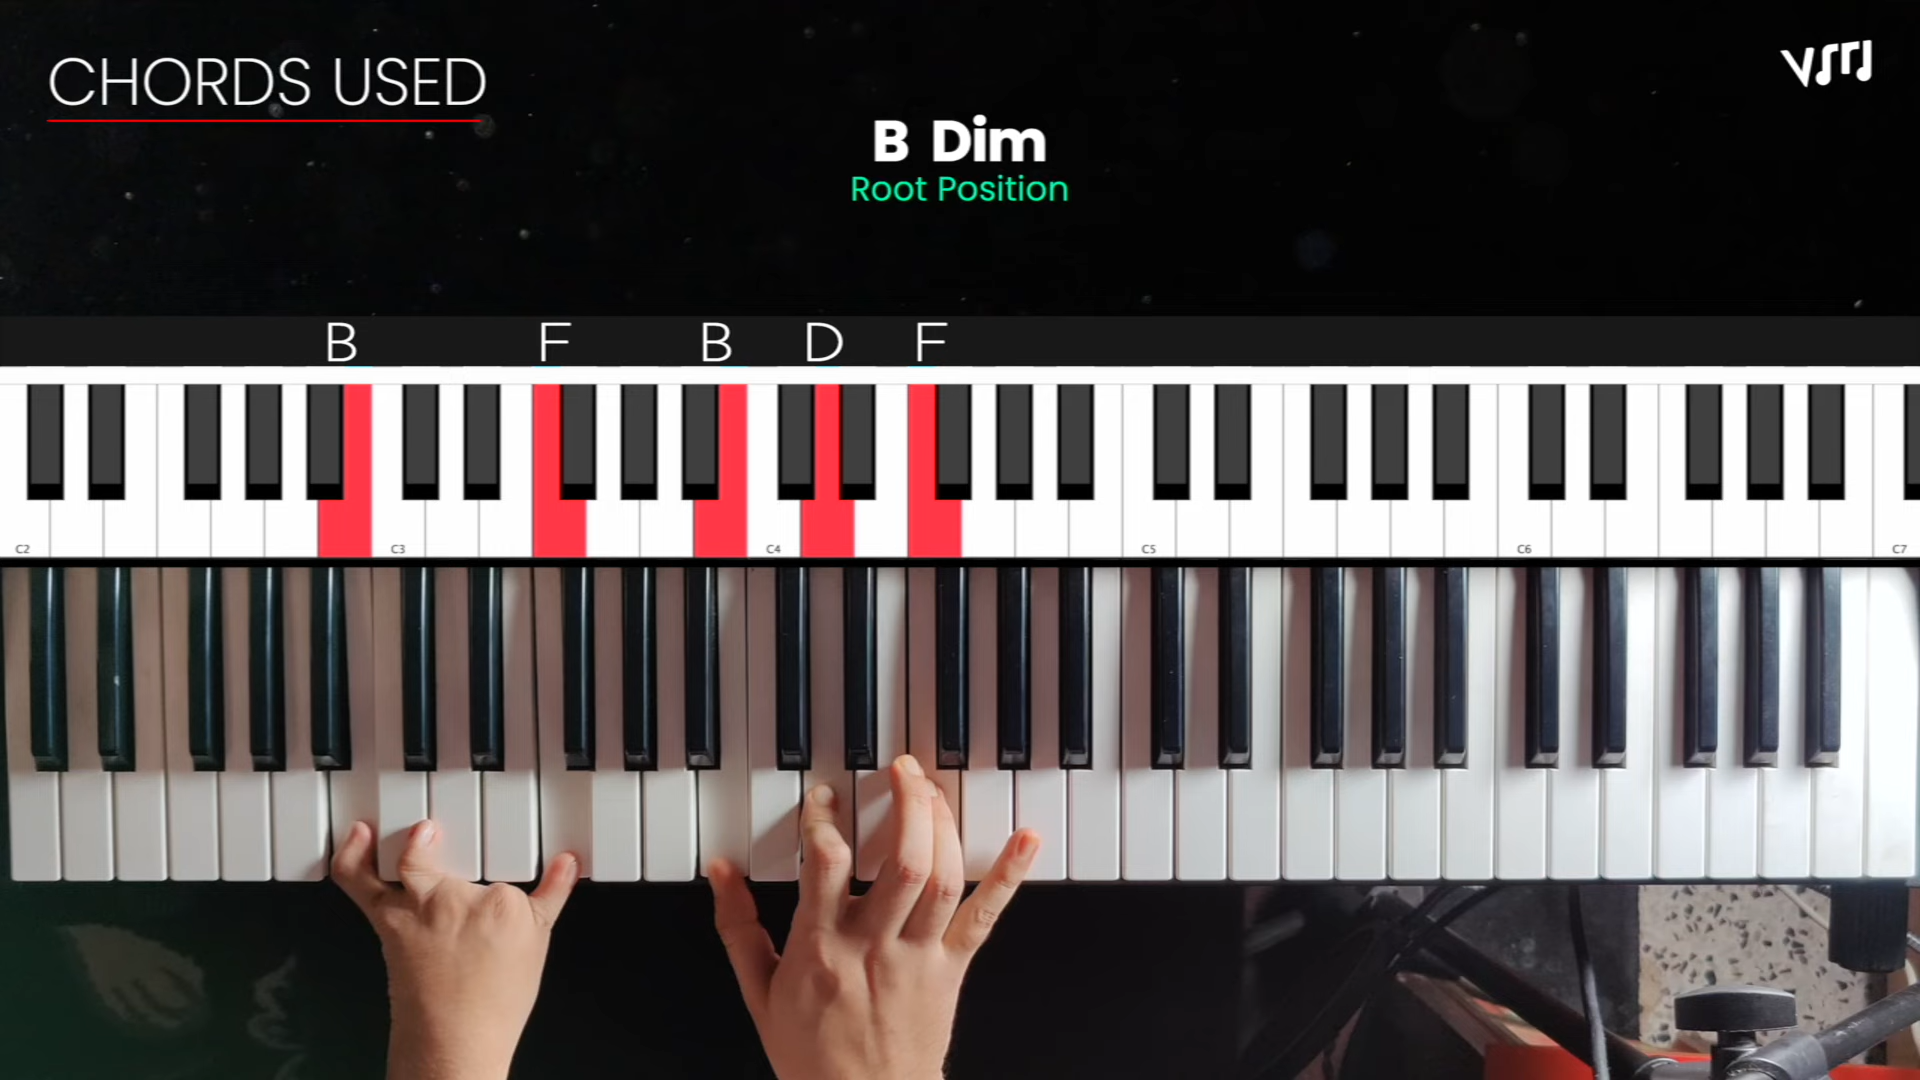 CHORDS USED
B Dim
Root Position
B F B D F
C2 C3 C4 C5 C6 C7